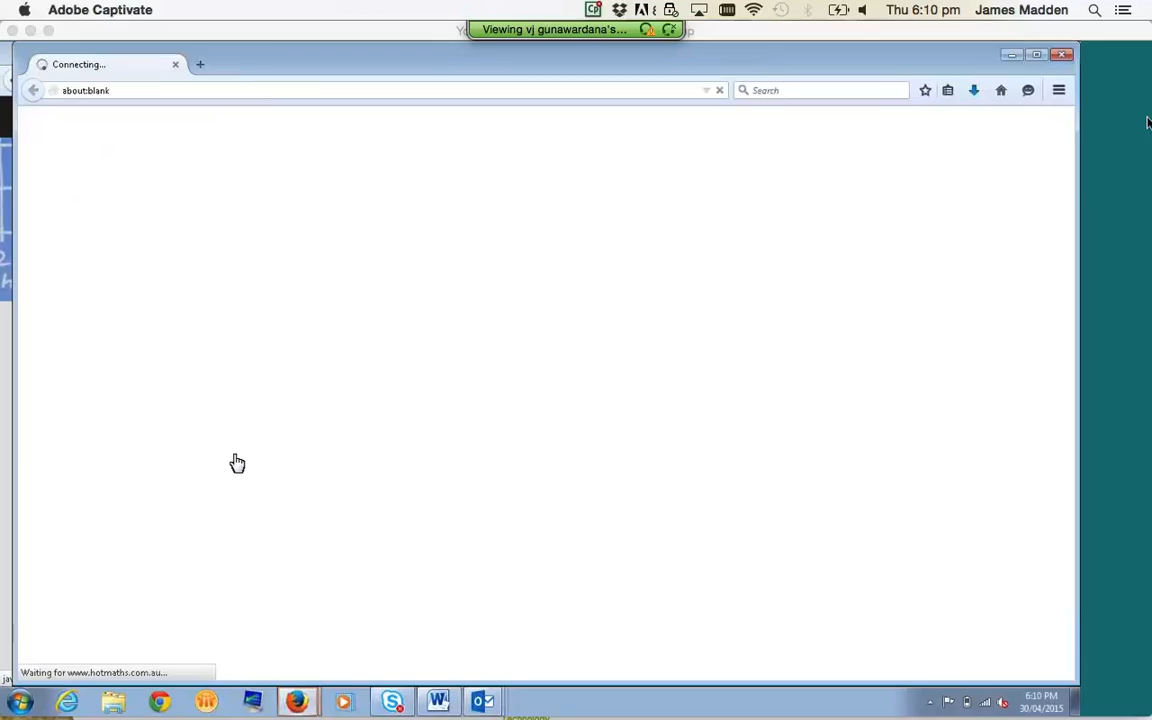 Adobe Captivate
Thu 6:10 pm James Madden
Viewing vj gunawardana's...
Connecting...
about:blank
Search
Waiting for www.hotmaths.com.au...
6:10 PM
30/04/2015
Technology